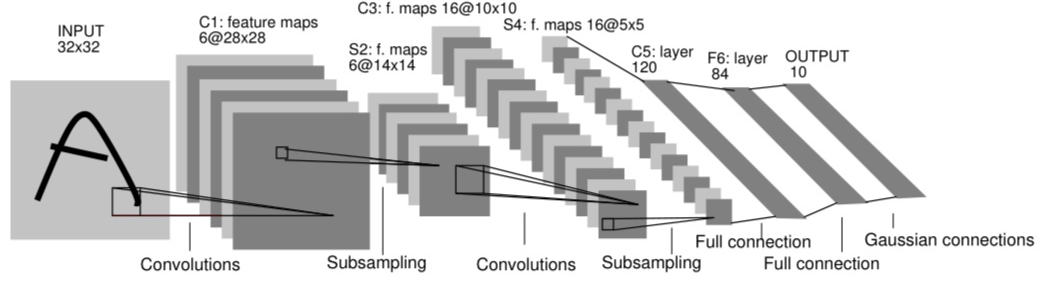 INPUT
32x32
C1: feature maps
6@28x28
S2: f. maps
6@14x14
C3: f. maps 16@10x10
S4: f. maps 16@5x5
C5: layer
120
F6: layer
84
OUTPUT
10
Convolutions
Subsampling
Convolutions
Subsampling
Full connection
Full connection
Gaussian connections